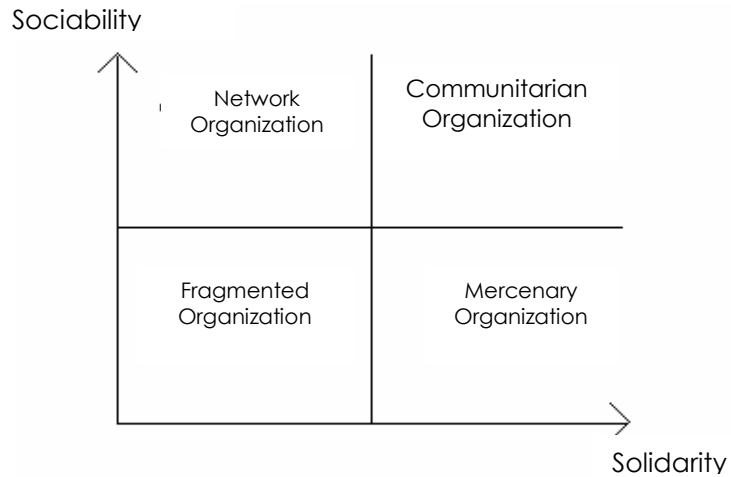 Sociability
Network
Organization
Communitarian
Organization
Fragmented
Organization
Mercenary
Organization
Solidarity